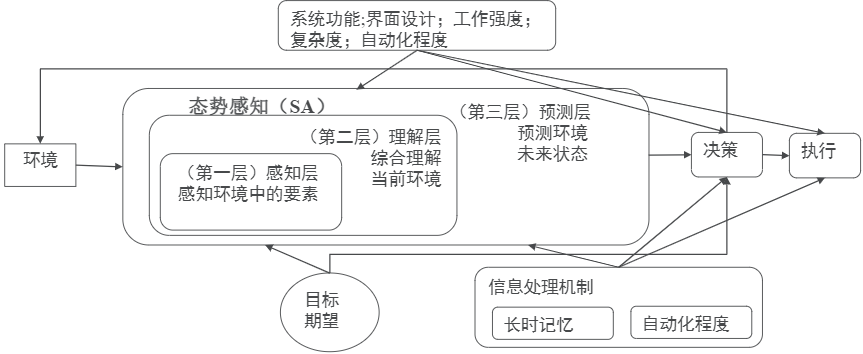 系统功能:界面设计；工作强度；
复杂度；自动化程度
态势感知（SA）
（第三层）预测层
预测环境
未来状态
（第二层）理解层
综合理解
当前环境
（第一层）感知层
感知环境中的要素
环境
决策
执行
目标
期望
信息处理机制
长时记忆
自动化程度